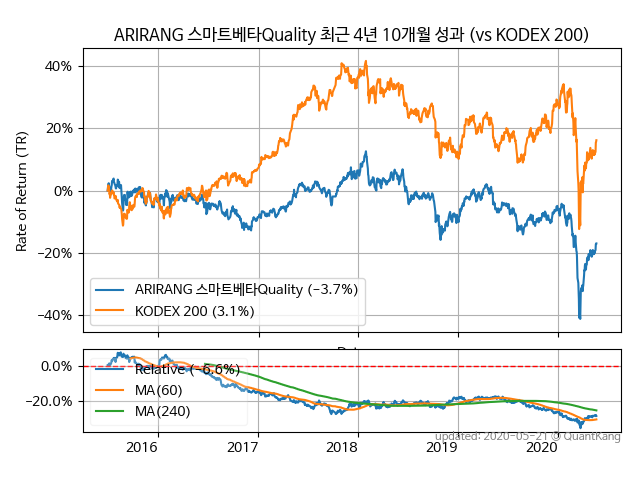 ARIRANG 스마트베타Quality 최근 4년 10개월 성과 (vs KODEX 200)
Rate of Return (TR)
40%
20%
0%
−20%
−40%
ARIRANG 스마트베타Quality (−3.7%)
KODEX 200 (3.1%)
0.0%
−20.0%
Relative (−6.6%)
MA(60)
MA(240)
updated: 2020-05-21 © QuantKang
2016 2017 2018 2019 2020